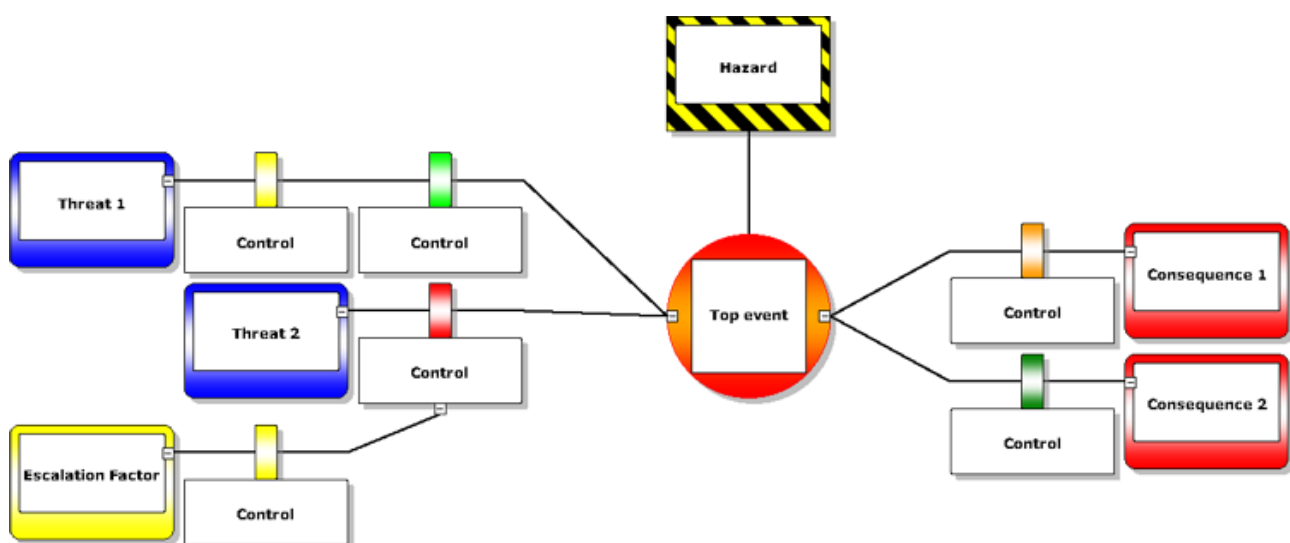 Hazard
Threat 1
Control
Control
Threat 2
Control
Top event
Control
Consequence 1
Control
Consequence 2
Escalation Factor
Control